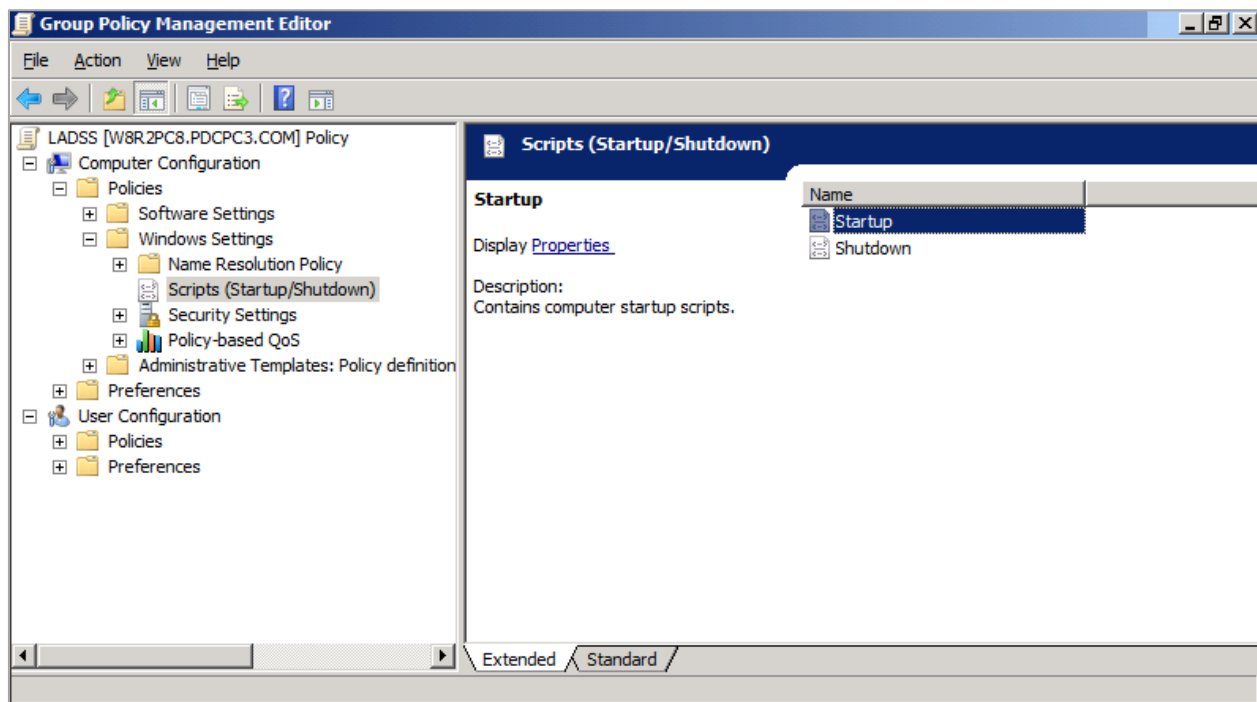 Group Policy Management Editor
File Action View Help
LADSS [W8R2PC8.PDCPC3.COM] Policy
Computer Configuration
Policies
Software Settings
Windows Settings
Name Resolution Policy
Scripts (Startup/Shutdown)
Security Settings
Policy-based QoS
Administrative Templates: Policy definition
Preferences
User Configuration
Policies
Preferences
Scripts (Startup/Shutdown)
Startup
Display Properties
Description:
Contains computer startup scripts.
Name
Startup
Shutdown
Extended Standard